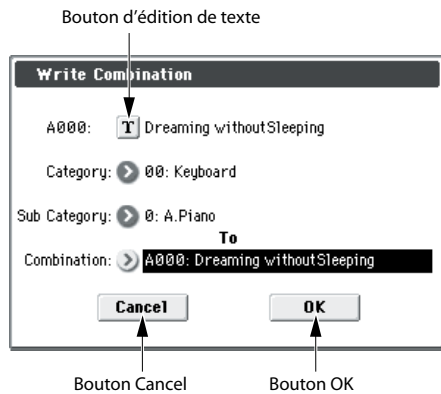 Bouton d'édition de texte
Write Combination
A000: T Dreaming withoutSleeping
Category: 00: Keyboard
Sub Category: 0: A.Piano
To
Combination: A000: Dreaming withoutSleeping
Cancel OK
Bouton Cancel Bouton OK